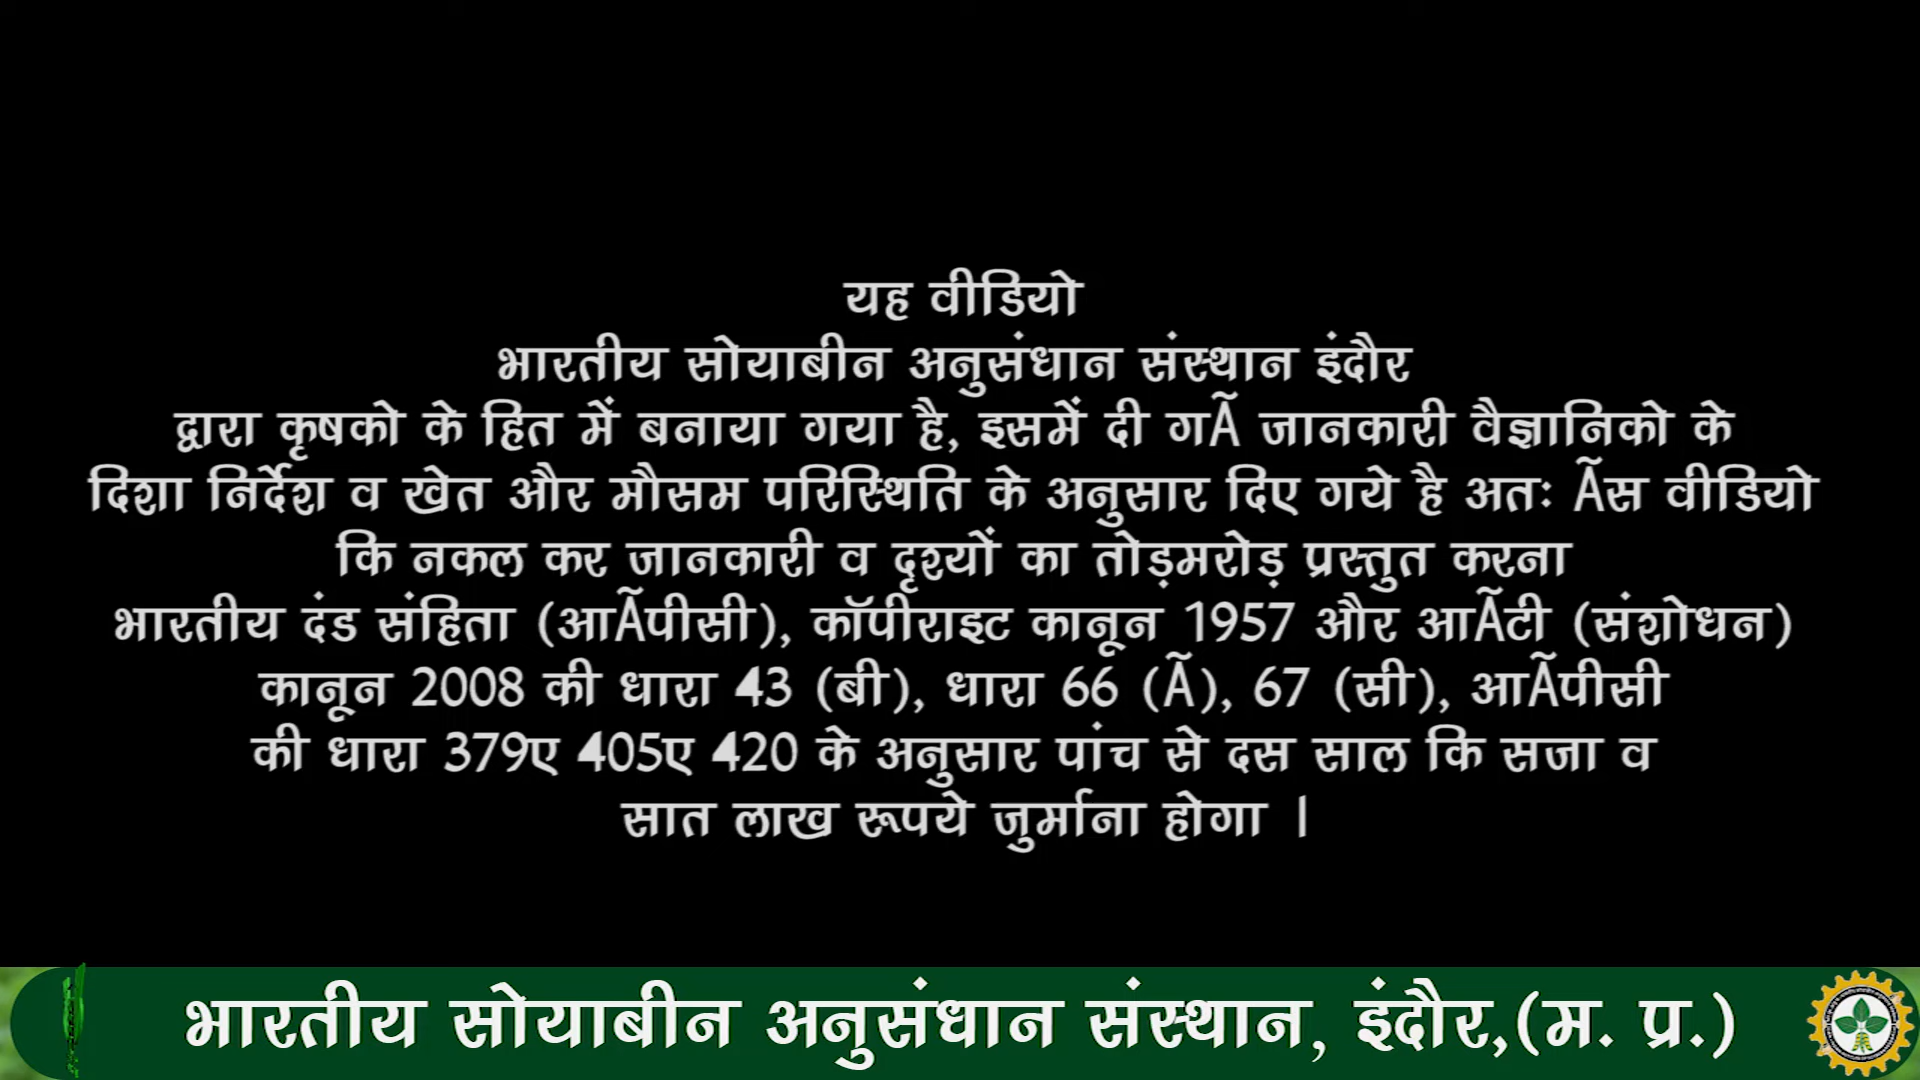 यह वीडियो
भारतीय सोयाबीन अनुसंधान संस्थान इंदौर
द्वारा कृषको के हित में बनाया गया है, इसमें दी गÃ जानकारी वैज्ञानिको के
दिशा निर्देश व खेत और मौसम परिस्थिति के अनुसार दिए गये है अतः Ãस वीडियो
कि नकल कर जानकारी व दृश्यों का तोड़मरोड़ प्रस्तुत करना
भारतीय दंड संहिता (आÃपीसी), कॉपीराइट कानून 1957 और आÃटी (संशोधन)
कानून 2008 की धारा 43 (बी), धारा 66 (Ã), 67 (सी), आÃपीसी
की धारा 379ए 405ए 420 के अनुसार पांच से दस साल कि सजा व
सात लाख रूपये जुर्माना होगा ।
भारतीय सोयाबीन अनुसंधान संस्थान, इंदौर,(म. प्र.)